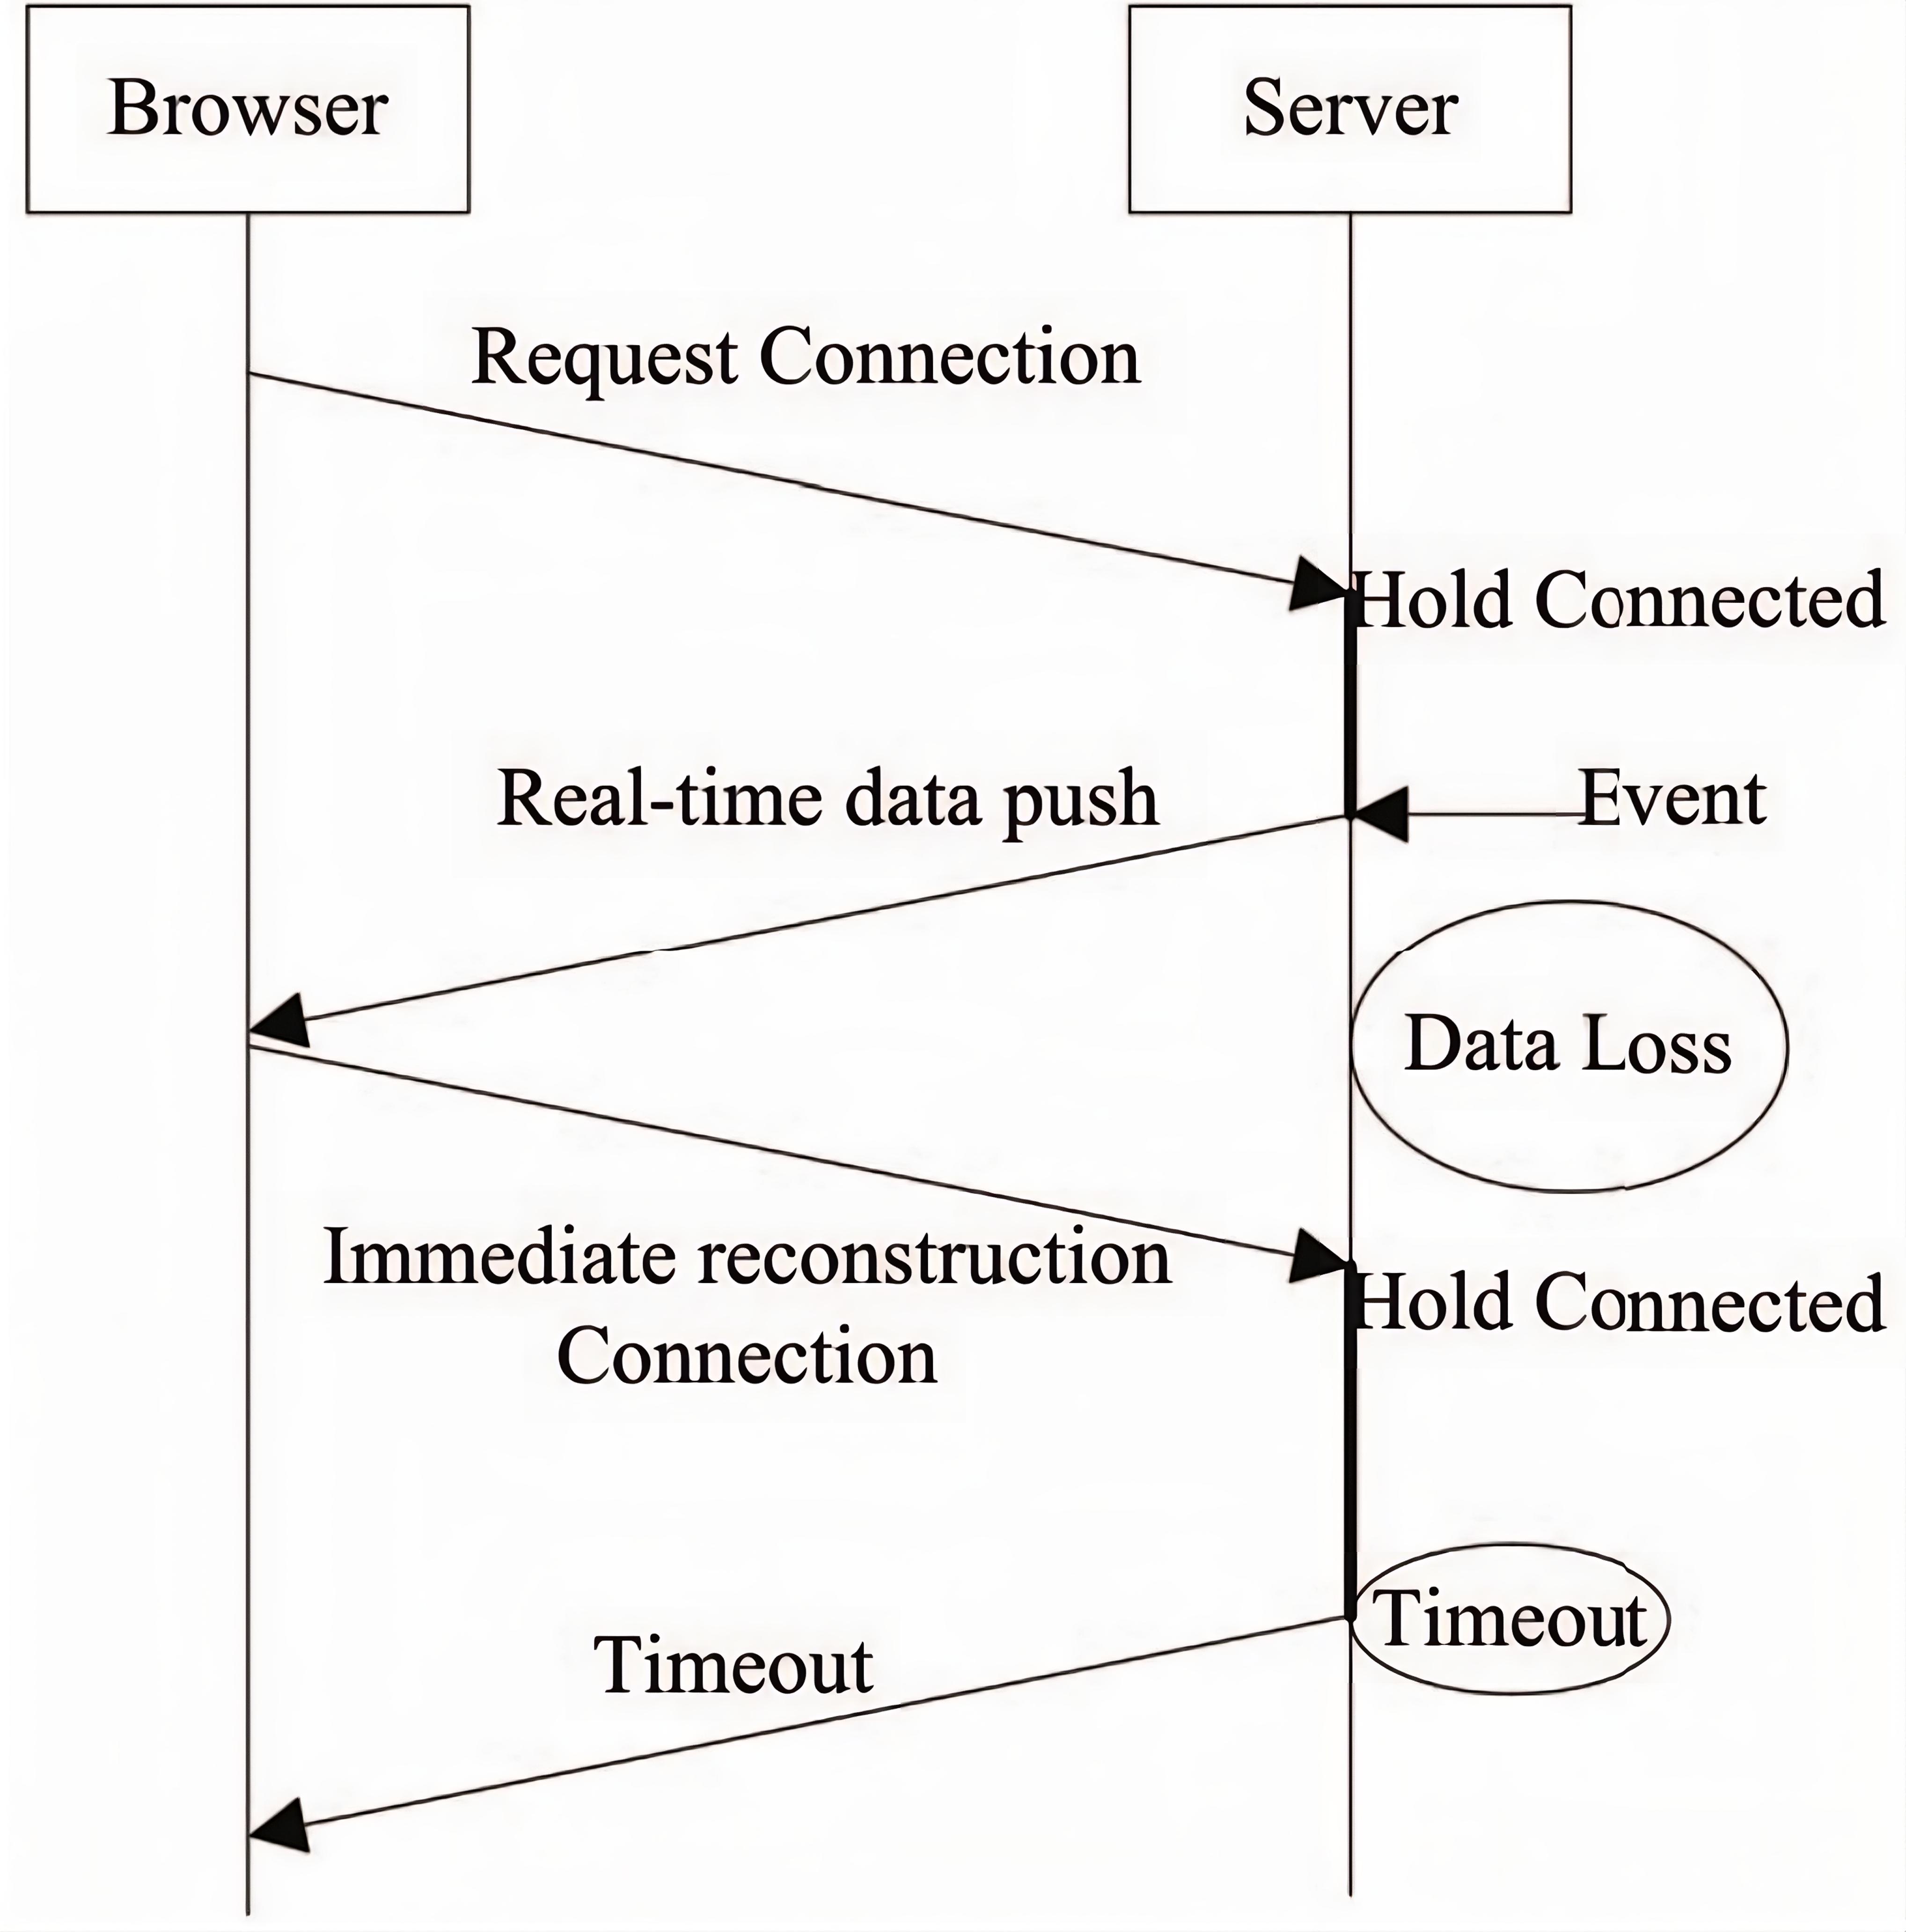 Browser
Server
Request Connection
Hold Connected
Real-time data push
Event
Data Loss
Immediate reconstruction
Connection
Hold Connected
Timeout
Timeout